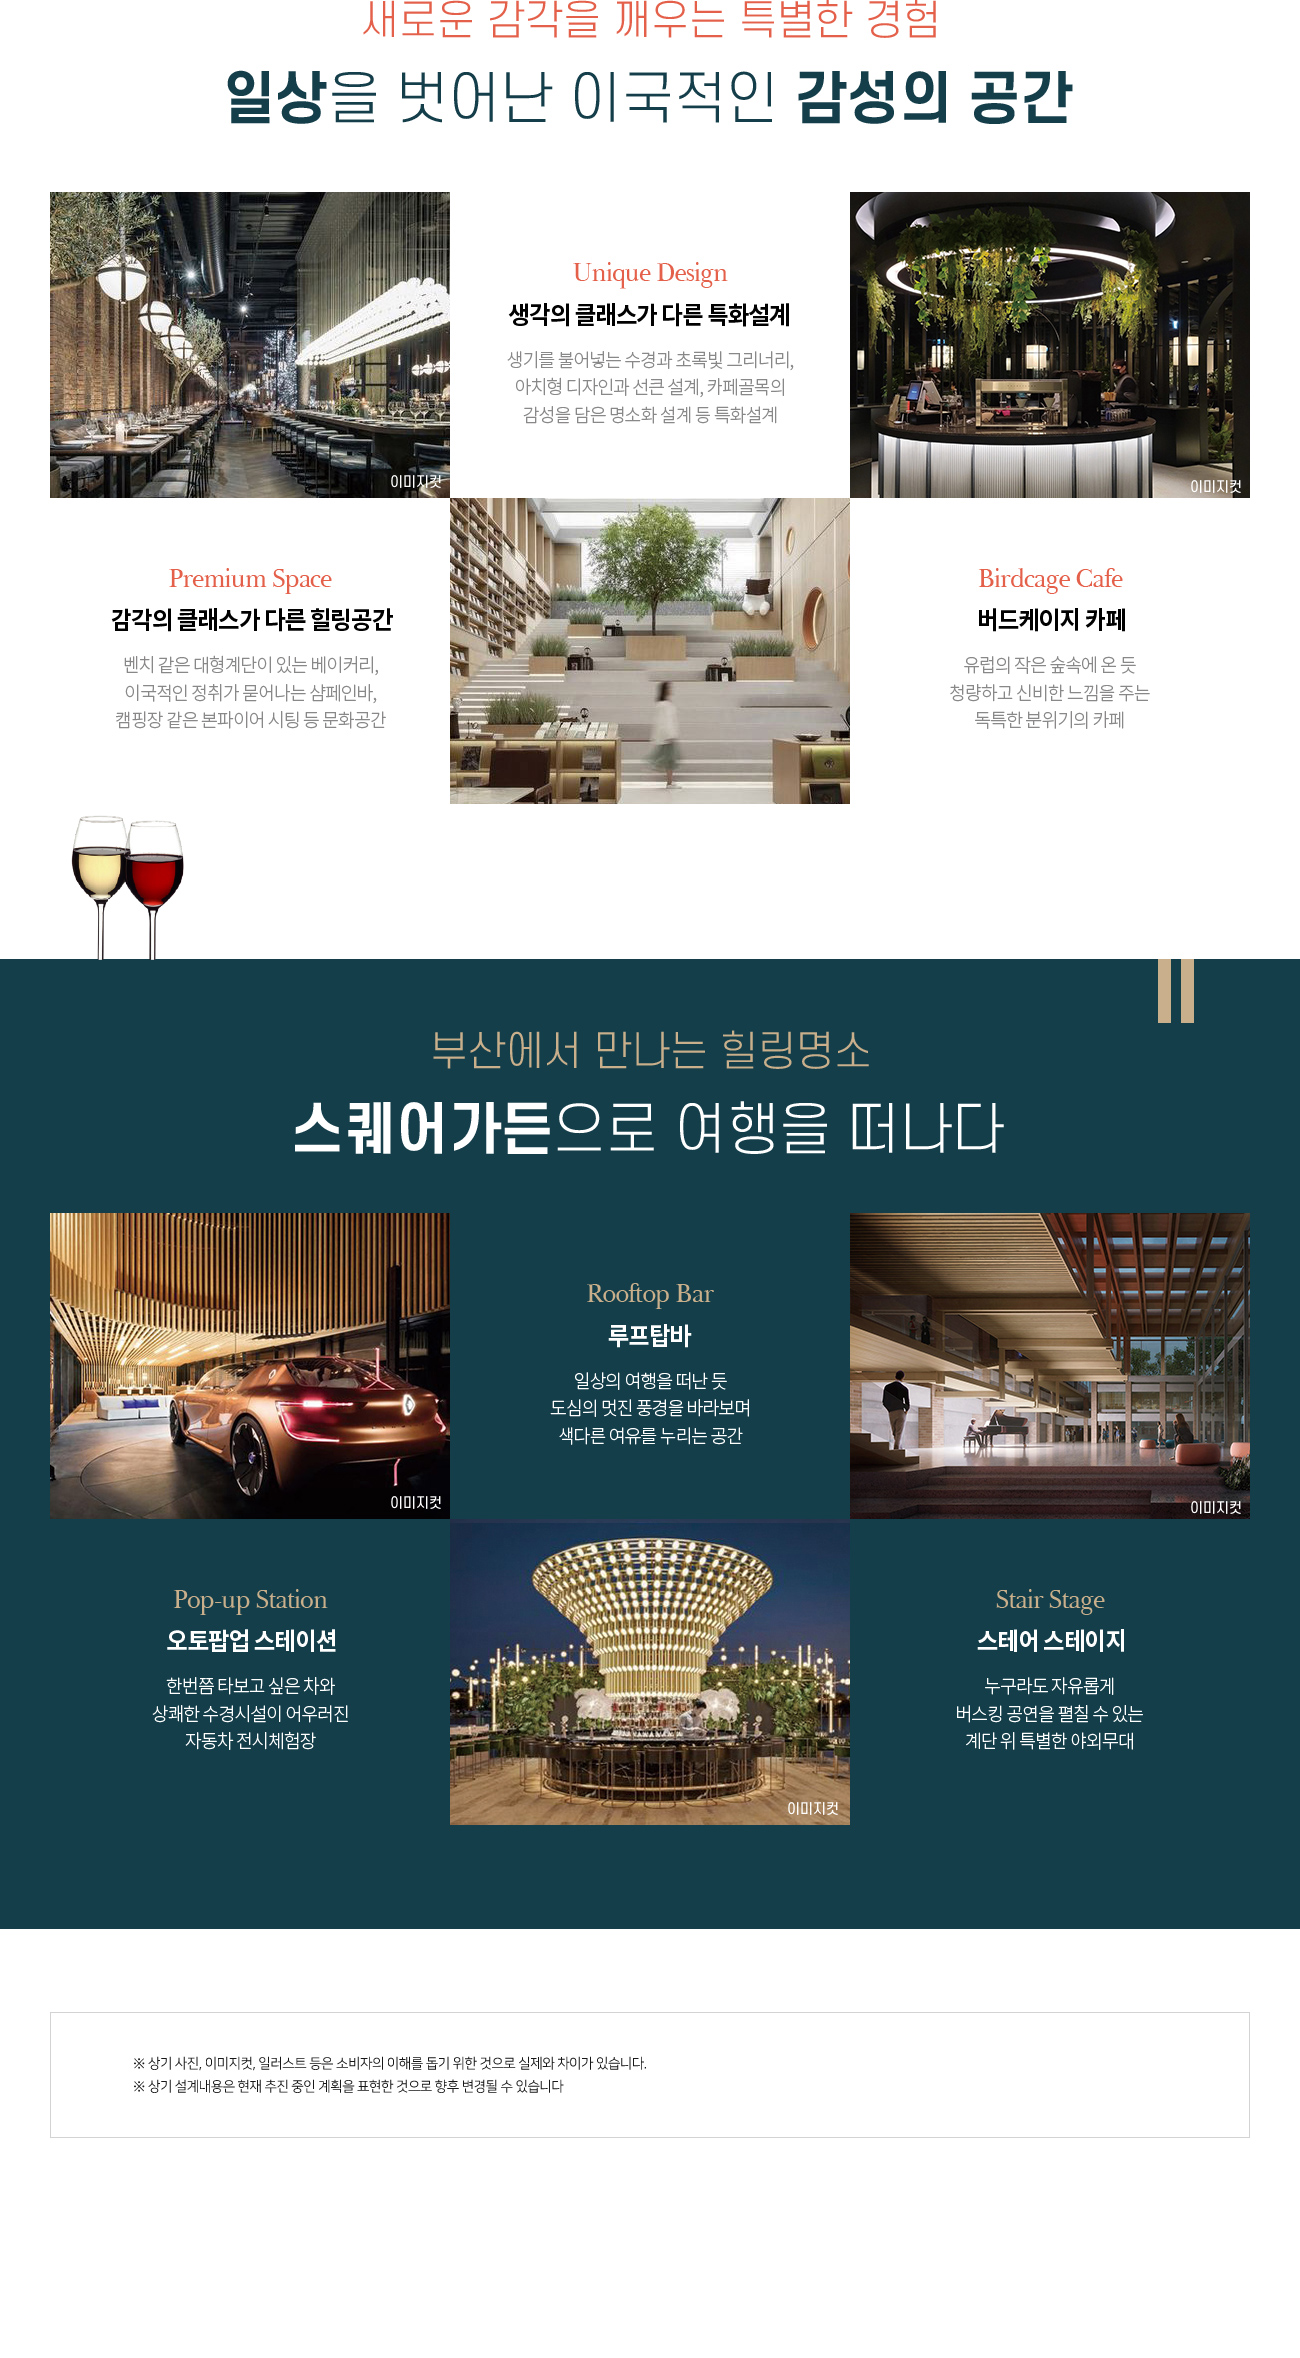 새로운 감각을 깨우는 특별한 경험
일상을 벗어난 이국적인 감성의 공간
이미지컷
Unique Design
생각의 클래스가 다른 특화설계
생기를 불어넣는 수경과 초록빛 그리너리,
아치형 디자인과 선큰 설계, 카페골목의
감성을 담은 명소화 설계 등 특화설계
이미지컷
Premium Space
감각의 클래스가 다른 힐링공간
벤치 같은 대형계단이 있는 베이커리,
이국적인 정취가 묻어나는 샴페인바,
캠핑장 같은 본파이어 시팅 등 문화공간
Birdcage Cafe
버드케이지 카페
유럽의 작은 숲속에 온 듯
청량하고 신비한 느낌을 주는
독특한 분위기의 카페
부산에서 만나는 힐링명소
스퀘어가든으로 여행을 떠나다
이미지컷
Rooftop Bar
루프탑바
일상의 여행을 떠난 듯
도심의 멋진 풍경을 바라보며
색다른 여유를 누리는 공간
이미지컷
Pop-up Station
오토팝업 스테이션
한번쯤 타보고 싶은 차와
상쾌한 수경시설이 어우러진
자동차 전시체험장
이미지컷
Stair Stage
스테어 스테이지
누구라도 자유롭게
버스킹 공연을 펼칠 수 있는
계단 위 특별한 야외무대
※ 상기 사진, 이미지컷, 일러스트 등은 소비자의 이해를 돕기 위한 것으로 실제와 차이가 있습니다.
※ 상기 설계내용은 현재 추진 중인 계획을 표현한 것으로 향후 변경될 수 있습니다